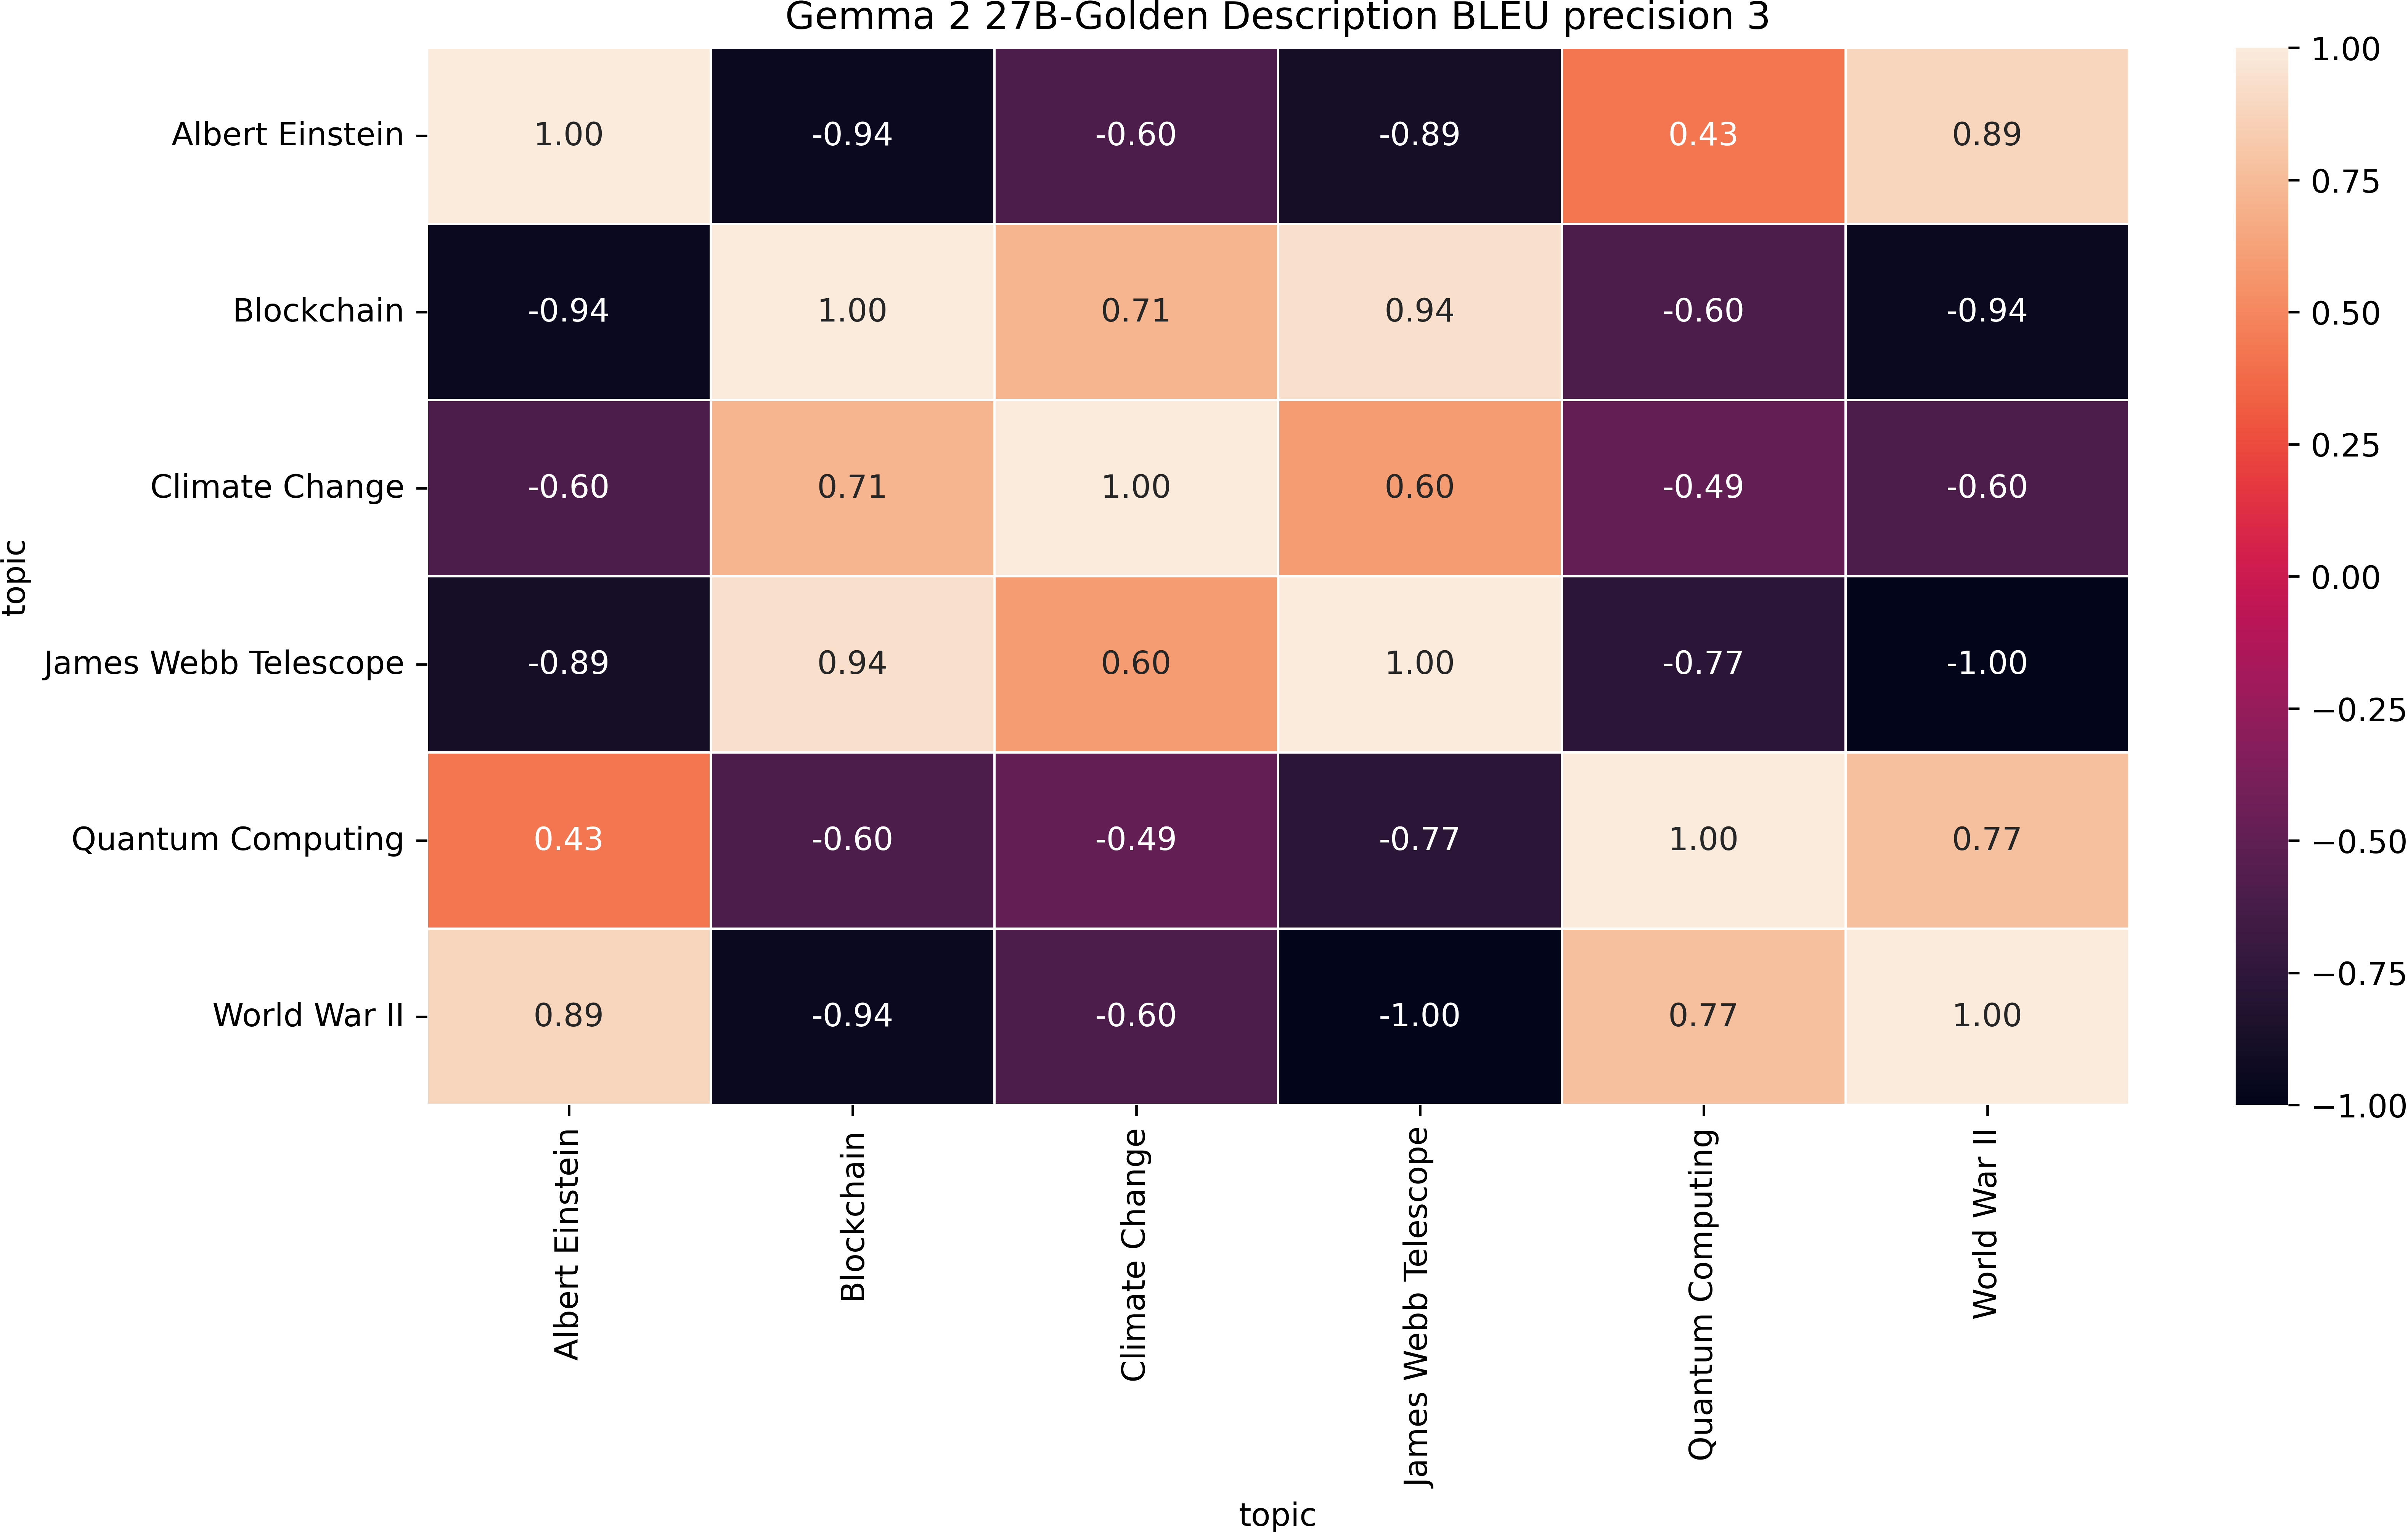 Gemma 2 27B-Golden Description BLEU precision 3
Albert Einstein 1.00 -0.94 -0.60 -0.89 0.43 0.89
Blockchain -0.94 1.00 0.71 0.94 -0.60 -0.94
Climate Change -0.60 0.71 1.00 0.60 -0.49 -0.60
James Webb Telescope -0.89 0.94 0.60 1.00 -0.77 -1.00
Quantum Computing 0.43 -0.60 -0.49 -0.77 1.00 0.77
World War II 0.89 -0.94 -0.60 -1.00 0.77 1.00
topic
Albert Einstein
Blockchain
Climate Change
James Webb Telescope
Quantum Computing
World War II
topic
1.00
0.75
0.50
0.25
0.00
−0.25
−0.50
−0.75
−1.00